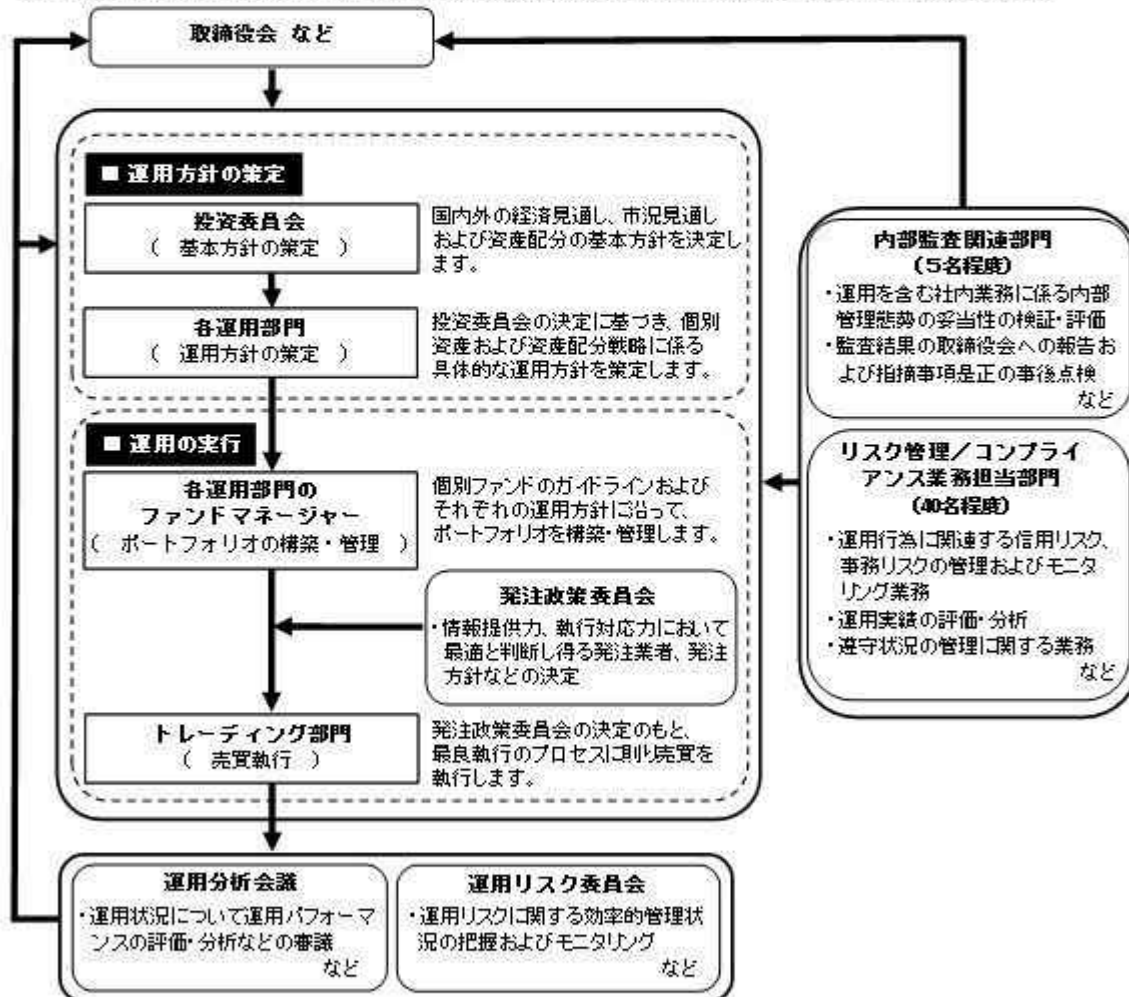 取締役会 など
■ 運用方針の策定
投資委員会
( 基本方針の策定 )
国内外の経済見通し、市況見通し
および資産配分の基本方針を決定し
ます。
各運用部門
( 運用方針の策定 )
投資委員会の決定に基づき、個別
資産および資産配分戦略に係る
具体的な運用方針を策定します。
■ 運用の実行
各運用部門の
ファンドマネージャー
( ポートフォリオの構築・管理 )
個別ファンドのガイドラインおよび
それぞれの運用方針に沿って、
ポートフォリオを構築・管理します。
発注政策委員会
・情報提供力、執行対応力において
最適と判断し得る発注業者、発注
方針などの決定
トレーディング部門
( 売買執行 )
発注政策委員会の決定のもと、
最良執行のプロセスに則り売買を
執行します。
運用分析会議
・運用状況について運用パフォーマ
ンスの評価・分析などの審議
など
運用リスク委員会
・運用リスクに関する効率的管理状
況の把握およびモニタリング
など
内部監査関連部門
(5名程度)
・運用を含む社内業務に係る内部
管理態勢の妥当性の検証・評価
・監査結果の取締役会への報告お
よび指摘事項是正の事後点検
など
リスク管理/コンプライ
アンス業務担当部門
(40名程度)
・運用行為に関連する信用リスク、
事務リスクの管理およびモニタ
リング業務
・運用実績の評価・分析
・遵守状況の管理に関する業務
など